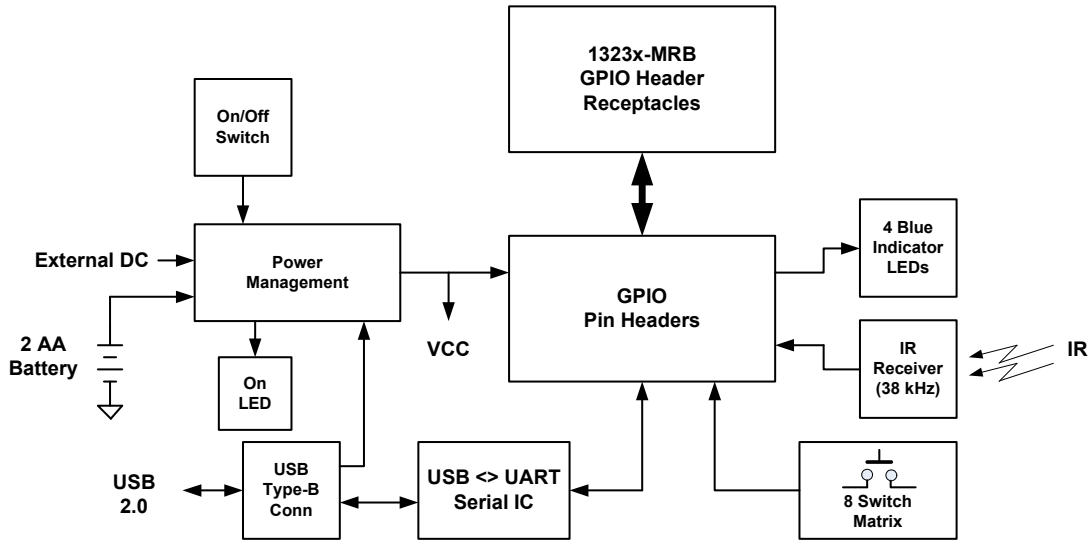 1323x-MRB
GPIO Header
Receptacles
On/Off
Switch
External DC
Power
Management
4 Blue
Indicator
LEDs
GPIO
Pin Headers
2 AA
Battery
VCC
IR
Receiver
(38 kHz)
IR
On
LED
USB
2.0
USB
Type-B
Conn
USB <> UART
Serial IC
8 Switch
Matrix